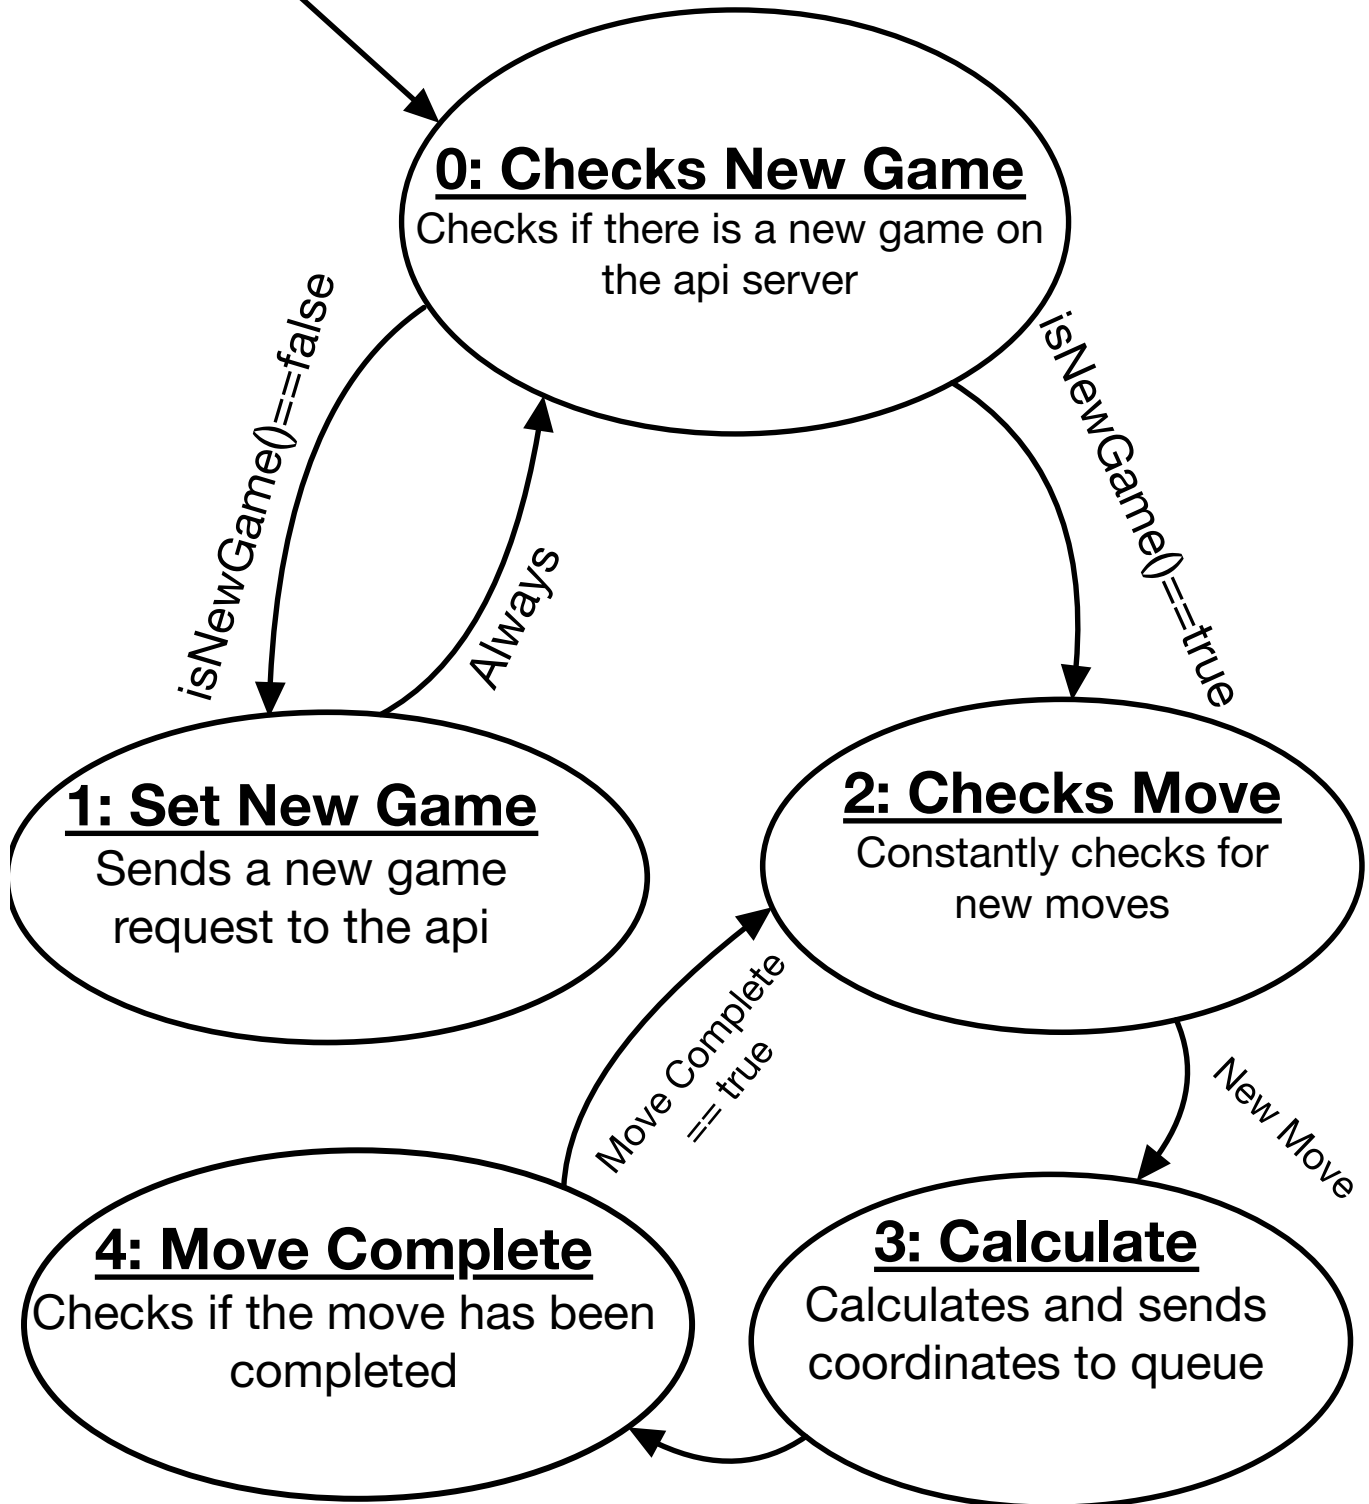 0: Checks New Game
Checks if there is a new game on
the api server
isNewGame()==false
isNewGame()==true
Always
1: Set New Game
Sends a new game
request to the api
2: Checks Move
Constantly checks for
new moves
Move Complete
== true
New Move
4: Move Complete
Checks if the move has been
completed
3: Calculate
Calculates and sends
coordinates to queue